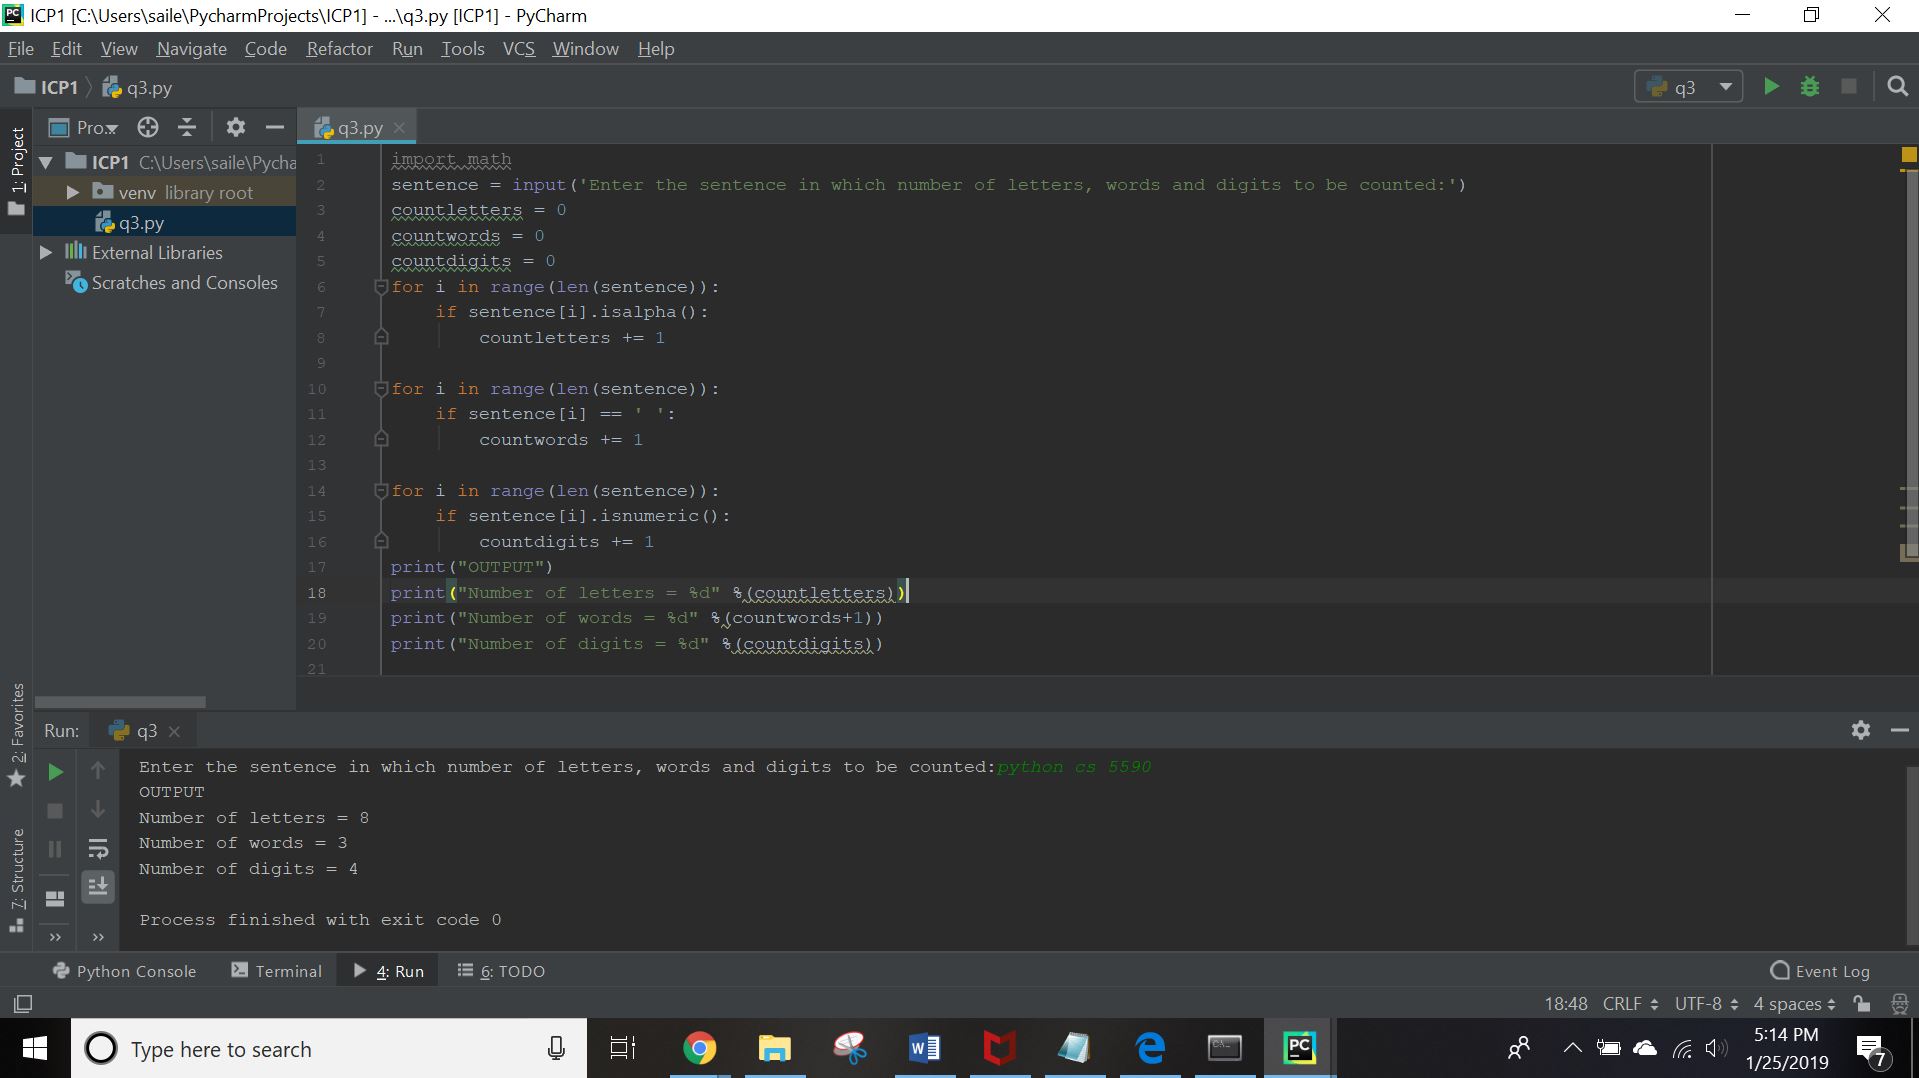 ICP1 [C:\Users\saile\PycharmProjects\ICP1] - ...\q3.py [ICP1] - PyCharm
File Edit View Navigate Code Refactor Run Tools VCS Window Help
ICP1 q3.py
q3
Pro...
q3.py
1: Project
ICP1 C:\Users\saile\Pycha
venv library root
q3.py
External Libraries
Scratches and Consoles
1 import math
2 sentence = input('Enter the sentence in which number of letters, words and digits to be counted:')
3 countletters = 0
4 countwords = 0
5 countdigits = 0
6 for i in range(len(sentence)):
7     if sentence[i].isalpha():
8         countletters += 1
9
10 for i in range(len(sentence)):
11     if sentence[i] == ' ':
12         countwords += 1
13
14 for i in range(len(sentence)):
15     if sentence[i].isnumeric():
16         countdigits += 1
17 print("OUTPUT")
18 print("Number of letters = %d" %(countletters))
19 print("Number of words = %d" %(countwords+1))
20 print("Number of digits = %d" %(countdigits))
21
2: Favorites
7: Structure
Run: q3
Enter the sentence in which number of letters, words and digits to be counted:python cs 5590
OUTPUT
Number of letters = 8
Number of words = 3
Number of digits = 4
Process finished with exit code 0
Python Console Terminal 4: Run 6: TODO Event Log
18:48 CRLF UTF-8 4 spaces
Type here to search
PC
5:14 PM
1/25/2019
7